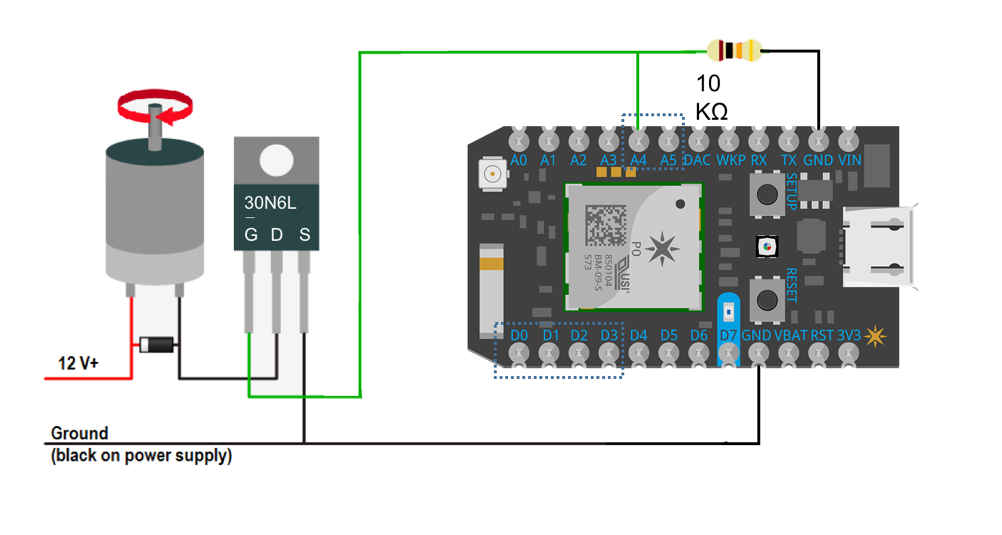 10
KΩ
A0 A1 A2 A3 A4 A5 DAC WKP RX TX GND VIN
30N6L
G D S
SETUP
P0
USI
850104
BM-09-S
573
RESET
D0 D1 D2 D3 D4 D5 D6 D7 GND VBAT RST 3V3
12 V+
Ground
(black on power supply)